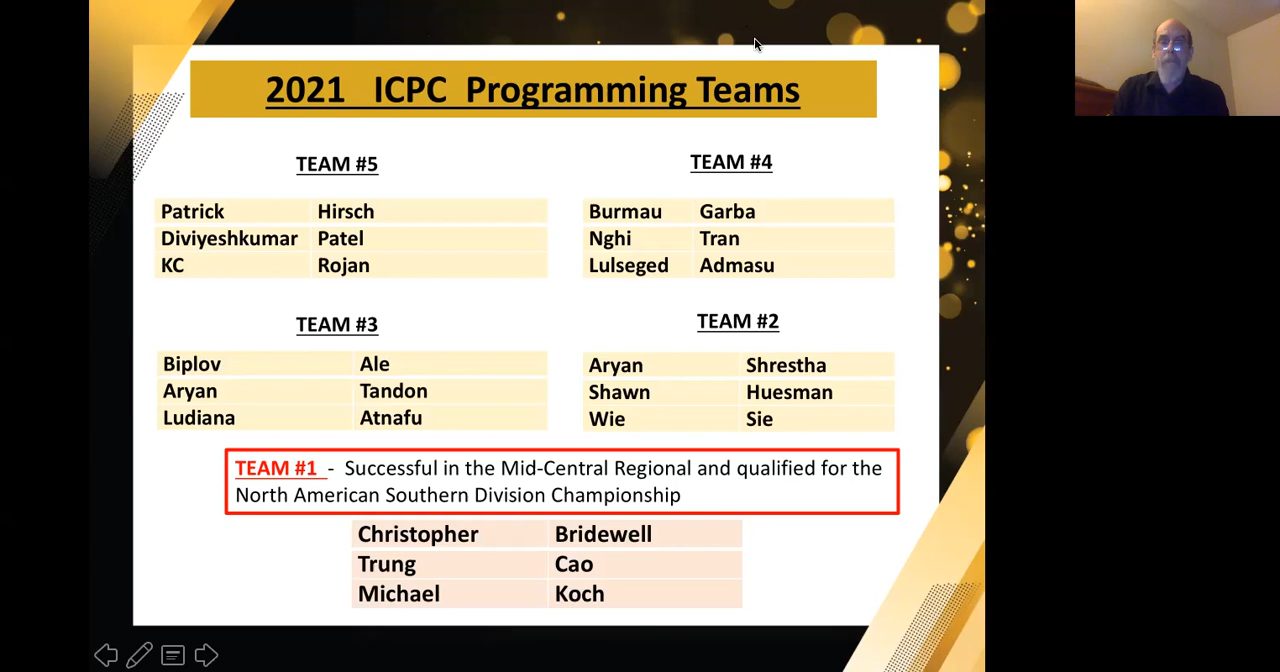 2021 ICPC Programming Teams
TEAM #5
Patrick Hirsch
Diviyeshkumar Patel
KC Rojan
TEAM #4
Burmau Garba
Nghi Tran
Lulseged Admasu
TEAM #3
Biplov Ale
Aryan Tandon
Ludiana Atnafu
TEAM #2
Aryan Shrestha
Shawn Huesman
Wie Sie
TEAM #1 - Successful in the Mid-Central Regional and qualified for the
North American Southern Division Championship
Christopher Bridewell
Trung Cao
Michael Koch